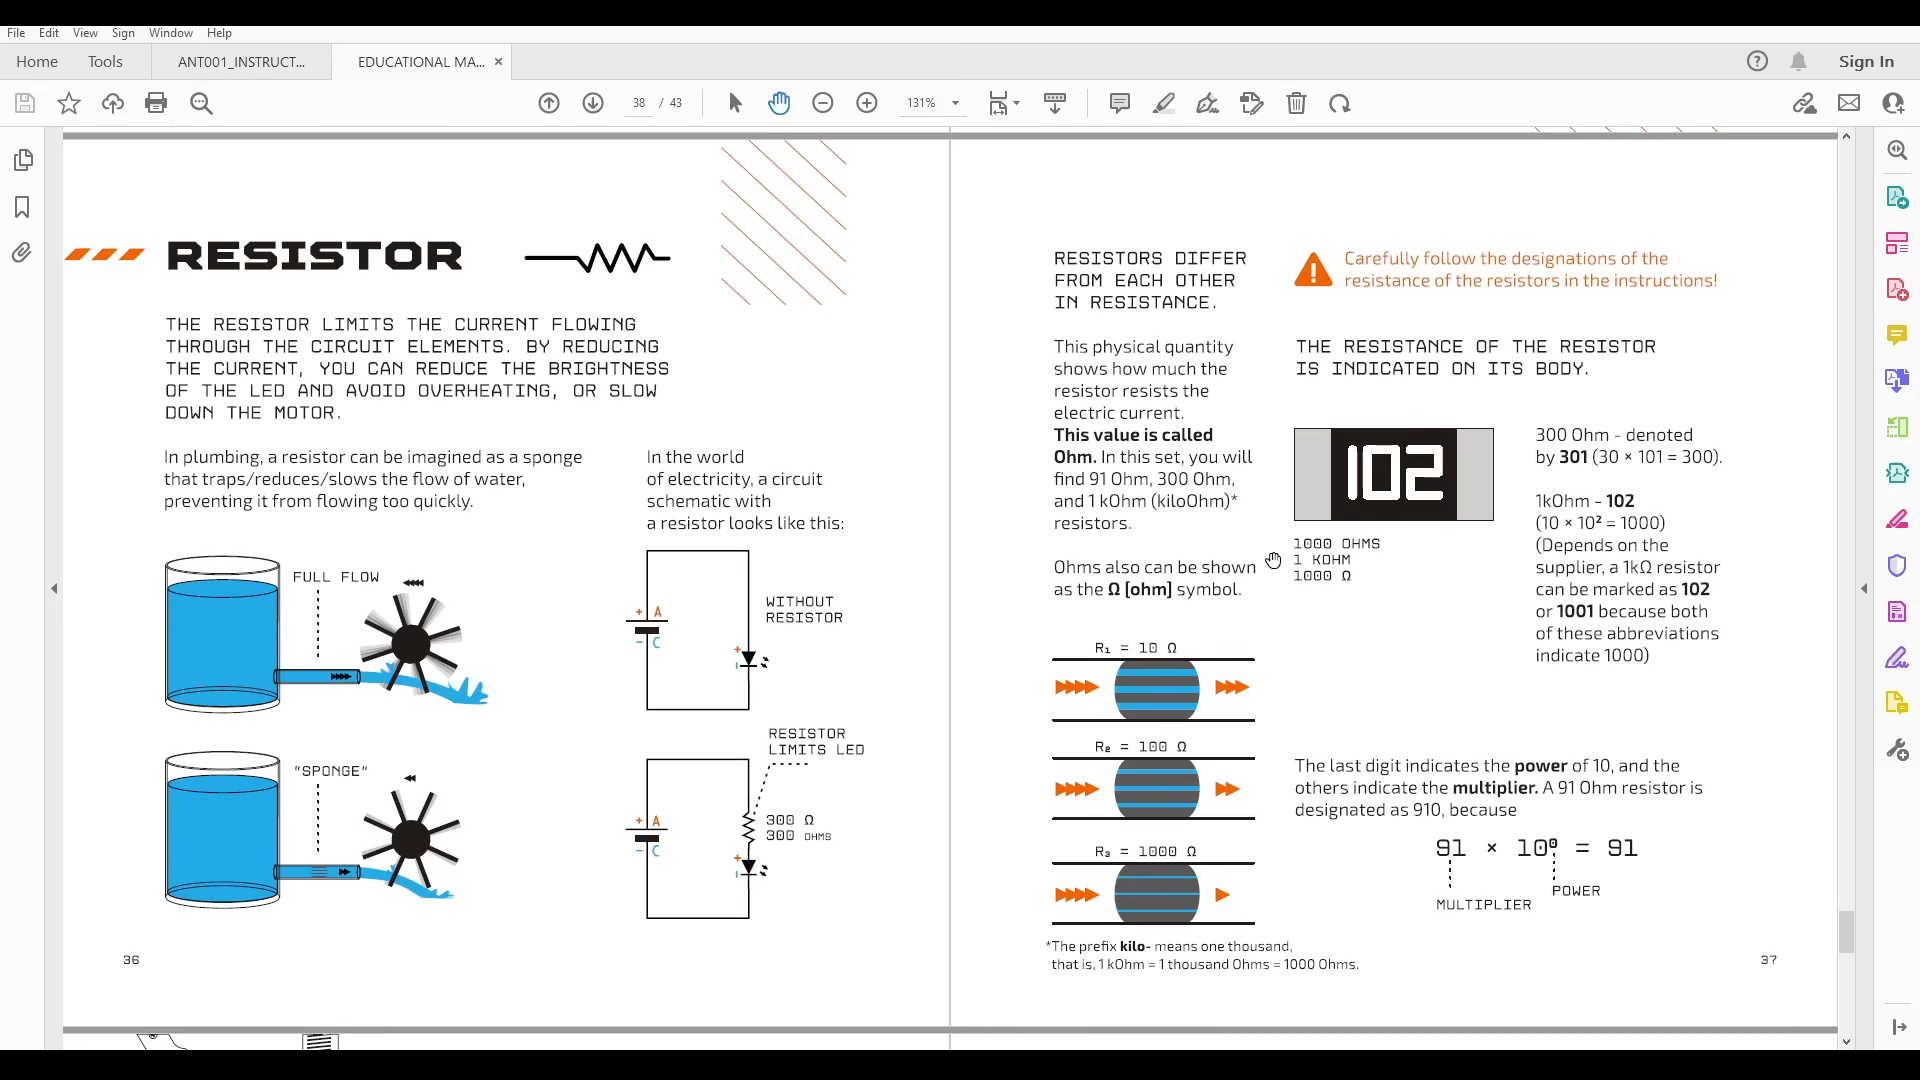 File Edit View Sign Window Help
Home Tools ANT001_INSTRUCT... EDUCATIONAL MA... ×
Sign In
38 / 43
131%
RESISTOR
THE RESISTOR LIMITS THE CURRENT FLOWING
THROUGH THE CIRCUIT ELEMENTS. BY REDUCING
THE CURRENT, YOU CAN REDUCE THE BRIGHTNESS
OF THE LED AND AVOID OVERHEATING, OR SLOW
DOWN THE MOTOR.
In plumbing, a resistor can be imagined as a sponge
that traps/reduces/slows the flow of water,
preventing it from flowing too quickly.
In the world
of electricity, a circuit
schematic with
a resistor looks like this:
FULL FLOW
+ A
- C
+
WITHOUT
RESISTOR
"SPONGE"
RESISTOR
LIMITS LED
+ A
- C
+
300 Ω
300 OHMS
36
RESISTORS DIFFER
FROM EACH OTHER
IN RESISTANCE.
This physical quantity
shows how much the
resistor resists the
electric current.
This value is called
Ohm. In this set, you will
find 91 Ohm, 300 Ohm,
and 1 kOhm (kiloOhm)*
resistors.
Ohms also can be shown
as the Ω [ohm] symbol.
R₁ = 10 Ω
R₂ = 100 Ω
R₃ = 1000 Ω
*The prefix kilo- means one thousand,
that is, 1 kOhm = 1 thousand Ohms = 1000 Ohms.
Carefully follow the designations of the
resistance of the resistors in the instructions!
THE RESISTANCE OF THE RESISTOR
IS INDICATED ON ITS BODY.
102
1000 OHMS
1 KOHM
1000 Ω
300 Ohm - denoted
by 301 (30 × 101 = 300).
1kOhm - 102
(10 × 10² = 1000)
(Depends on the
supplier, a 1kΩ resistor
can be marked as 102
or 1001 because both
of these abbreviations
indicate 1000)
The last digit indicates the power of 10, and the
others indicate the multiplier. A 91 Ohm resistor is
designated as 910, because
91 × 10⁰ = 91
POWER
MULTIPLIER
37